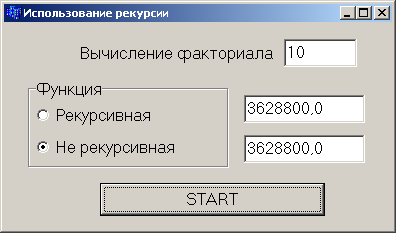 Использование рекурсии
Вычисление факториала 10
Функция
Рекурсивная 3628800,0
Не рекурсивная 3628800,0
START